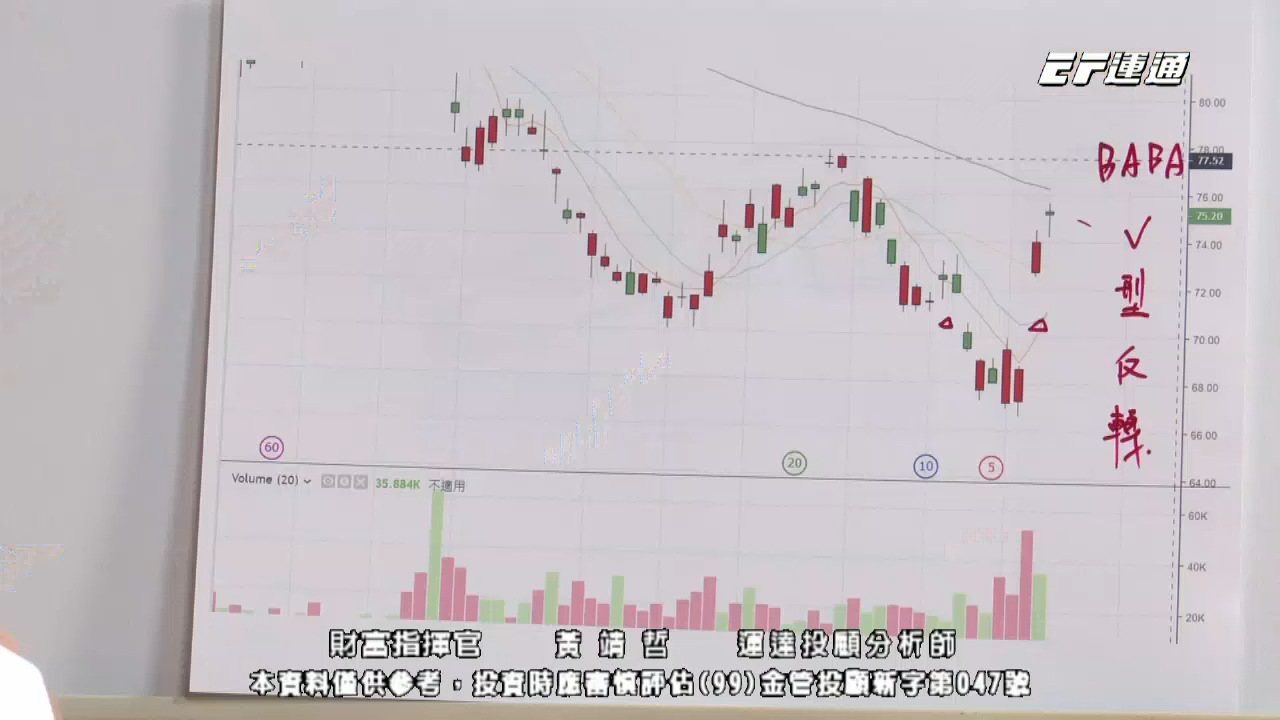 EF運通
80.00
BABA
78.00
77.52
76.00
75.20
V
74.00
型
72.00
70.00
反
68.00
轉.
66.00
60
20
10
5
64.00
Volume (20) 35.884K 不適用
60K
40K
20K
財富指揮官 黃靖哲 運達投顧分析師
本資料僅供參考，投資時應審慎評估(99)金管投顧新字第047號